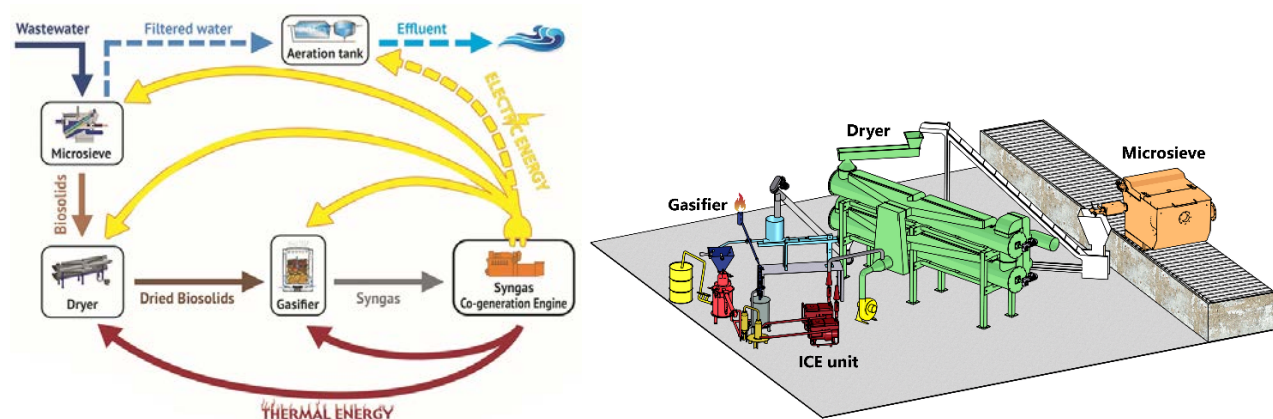 Wastewater
Filtered water
Aeration tank
Effluent
Microsieve
ELECTRIC ENERGY
Biosolids
Dryer
Dried Biosolids
Gasifier
Syngas
Syngas
Co-generation Engine
THERMAL ENERGY
Dryer
Microsieve
Gasifier
ICE unit